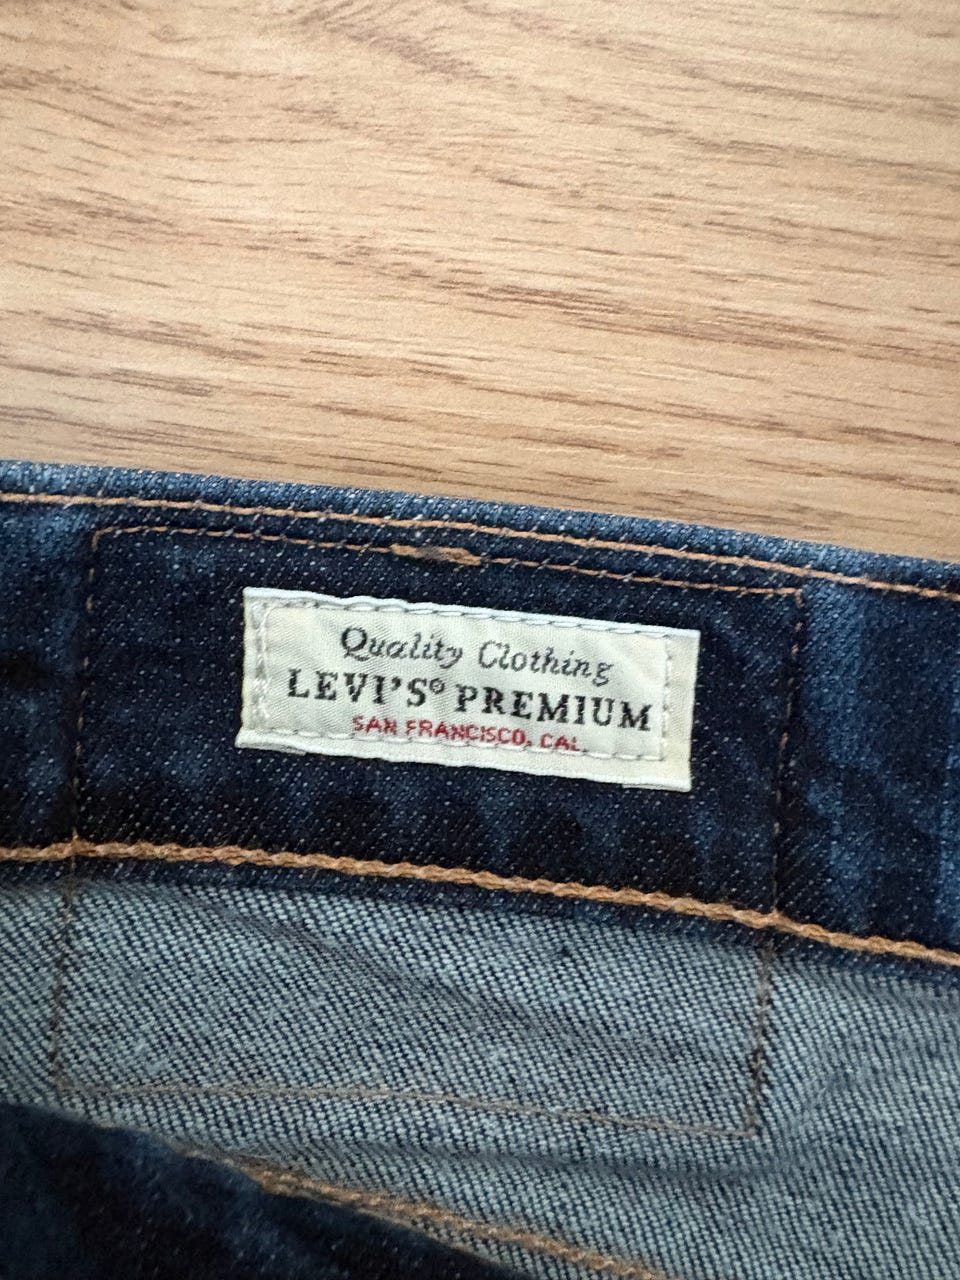 Quality Clothing
LEVI'S® PREMIUM
SAN FRANCISCO, CAL.